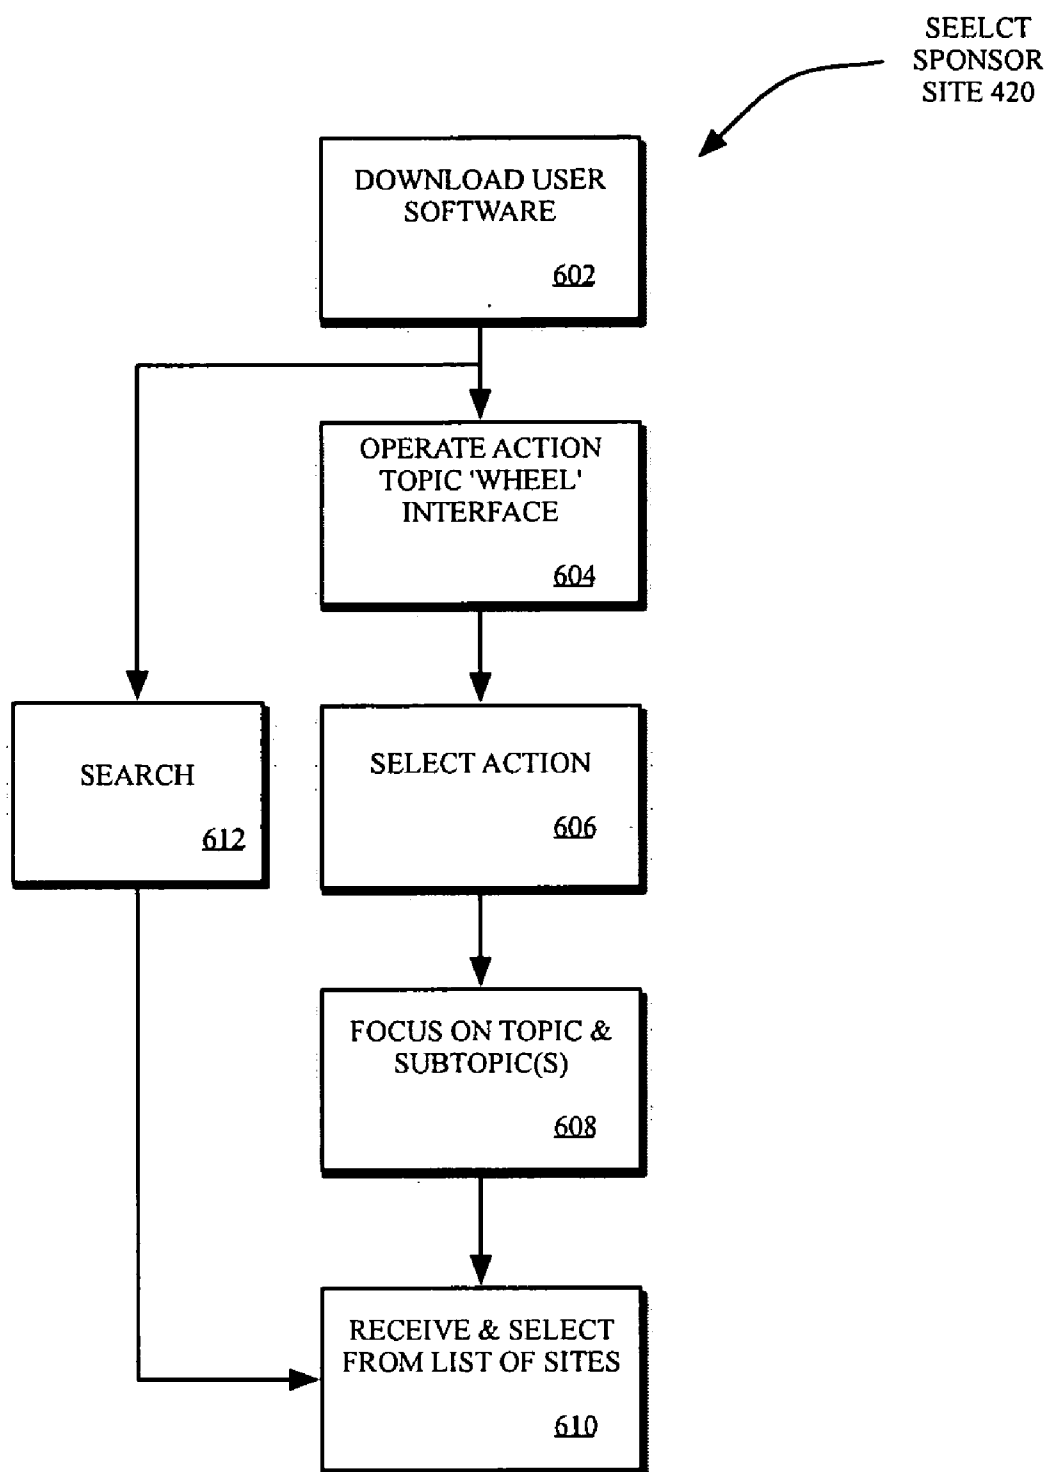 SEELCT
SPONSOR
SITE 420
DOWNLOAD USER
SOFTWARE
602
OPERATE ACTION
TOPIC 'WHEEL'
INTERFACE
604
SEARCH
612
SELECT ACTION
606
FOCUS ON TOPIC &
SUBTOPIC(S)
608
RECEIVE & SELECT
FROM LIST OF SITES
610